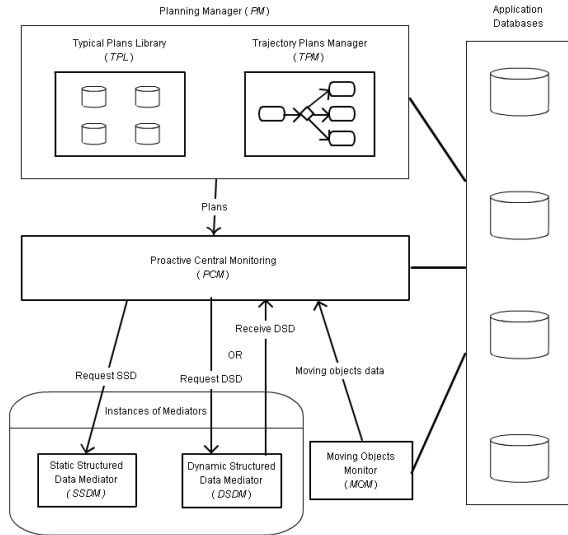 Planning Manager (PM)
Application
Databases
Typical Plans Library
(TPL)
Trajectory Plans Manager
(TPM)
Plans
Proactive Central Monitoring
(PCM)
Receive DSD
OR
Request SSD
Request DSD
Moving objects data
Instances of Mediators
Static Structured
Data Mediator
(SSDM)
Dynamic Structured
Data Mediator
(DSDM)
Moving Objects
Monitor
(MOM)